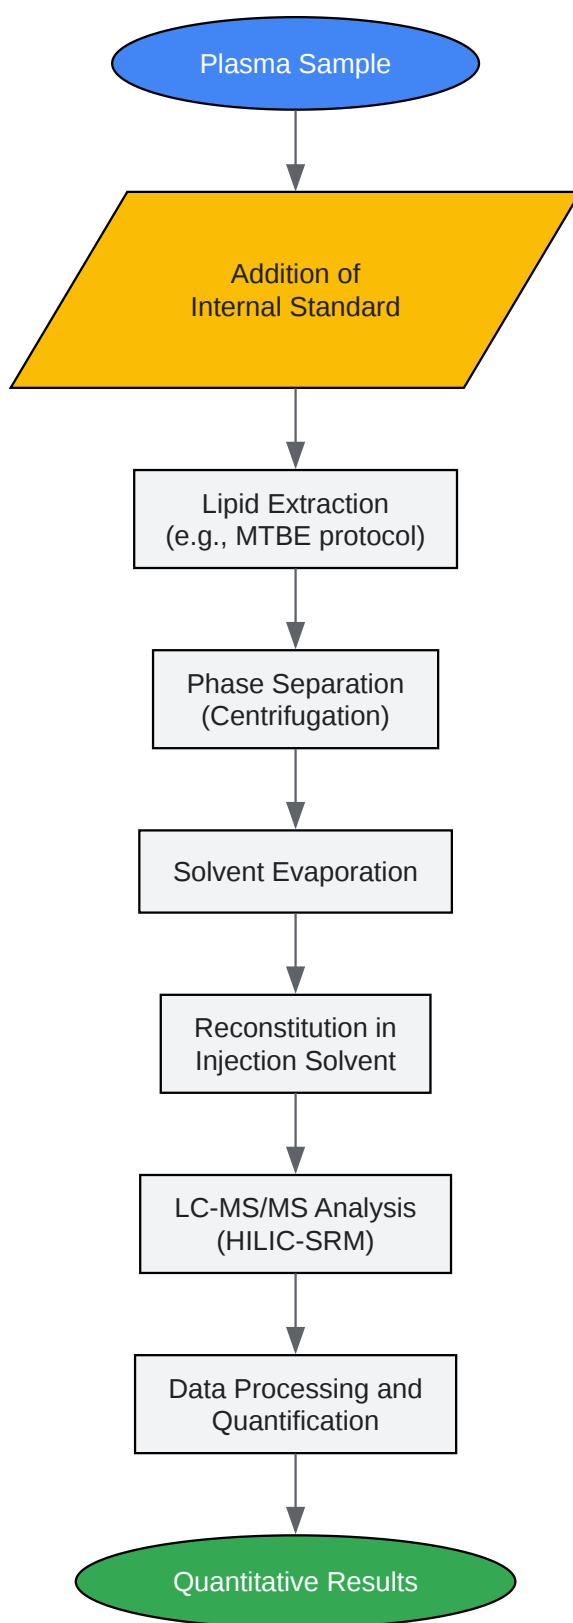 Plasma Sample
Addition of
Internal Standard
Lipid Extraction
(e.g., MTBE protocol)
Phase Separation
(Centrifugation)
Solvent Evaporation
Reconstitution in
Injection Solvent
LC-MS/MS Analysis
(HILIC-SRM)
Data Processing and
Quantification
Quantitative Results